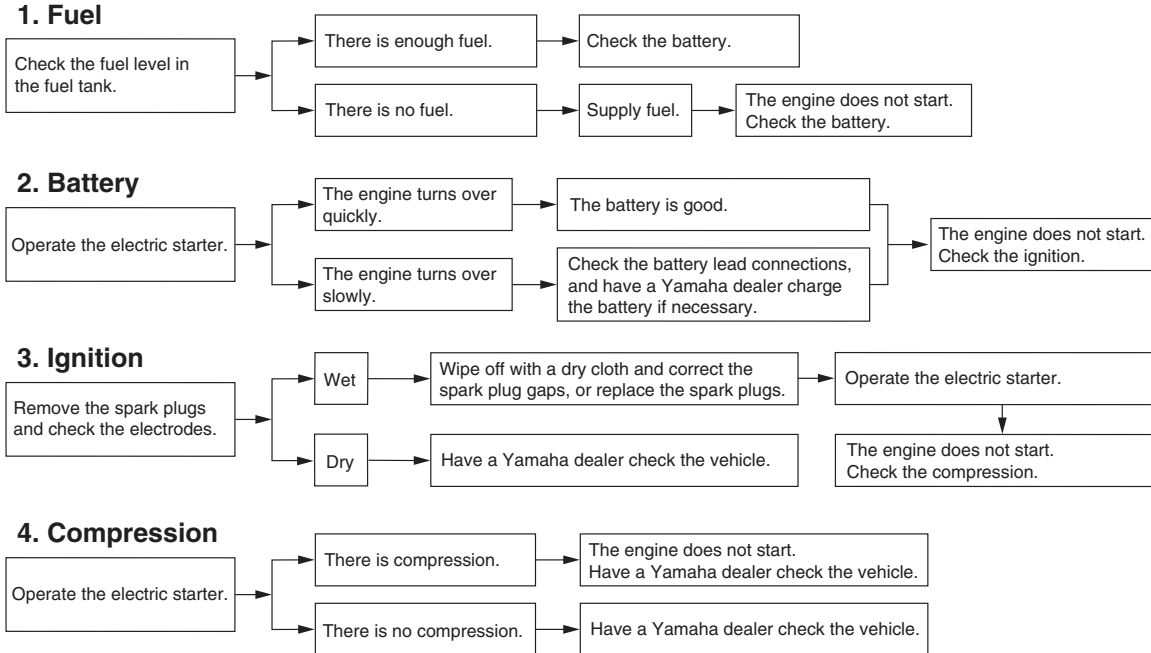 1. Fuel
Check the fuel level in
the fuel tank.
There is enough fuel.
Check the battery.
There is no fuel.
Supply fuel.
The engine does not start.
Check the battery.
2. Battery
Operate the electric starter.
The engine turns over
quickly.
The battery is good.
The engine turns over
slowly.
Check the battery lead connections,
and have a Yamaha dealer charge
the battery if necessary.
The engine does not start.
Check the ignition.
3. Ignition
Remove the spark plugs
and check the electrodes.
Wet
Wipe off with a dry cloth and correct the
spark plug gaps, or replace the spark plugs.
Operate the electric starter.
Dry
Have a Yamaha dealer check the vehicle.
The engine does not start.
Check the compression.
4. Compression
Operate the electric starter.
There is compression.
The engine does not start.
Have a Yamaha dealer check the vehicle.
There is no compression.
Have a Yamaha dealer check the vehicle.